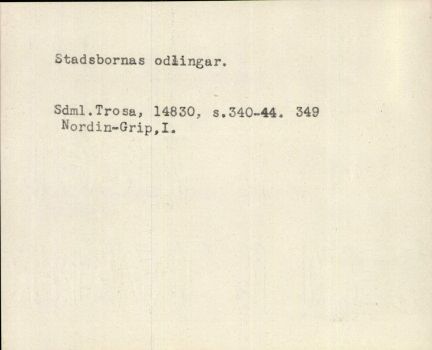 Stadsbornas odlingar.
Sdml.Trosa, 14830, s.340-44. 349
Nordin-Grip,I.